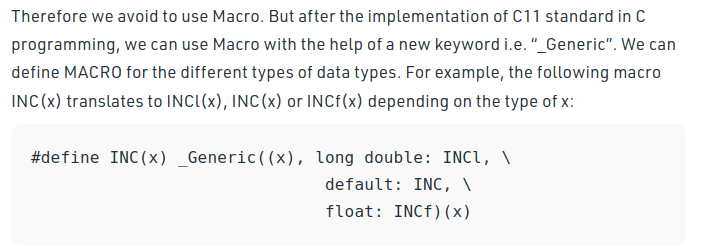 Therefore we avoid to use Macro. But after the implementation of C11 standard in C
programming, we can use Macro with the help of a new keyword i.e. “_Generic”. We can
define MACRO for the different types of data types. For example, the following macro
INC(x) translates to INCl(x), INC(x) or INCf(x) depending on the type of x:
#define INC(x) _Generic((x), long double: INCl, \
default: INC, \
float: INCf)(x)